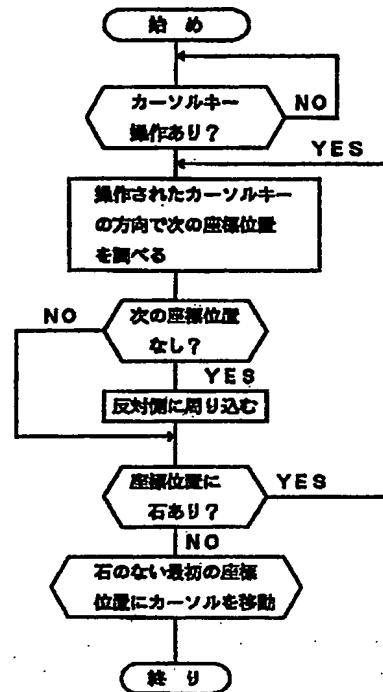 始め
カーソルキー
操作あり？
NO
YES
操作されたカーソルキー
の方向で次の座標位置
を調べる
NO
次の座標位置
なし？
YES
反対側に周り込む
座標位置に
石あり？
YES
NO
石のない最初の座標
位置にカーソルを移動
終り